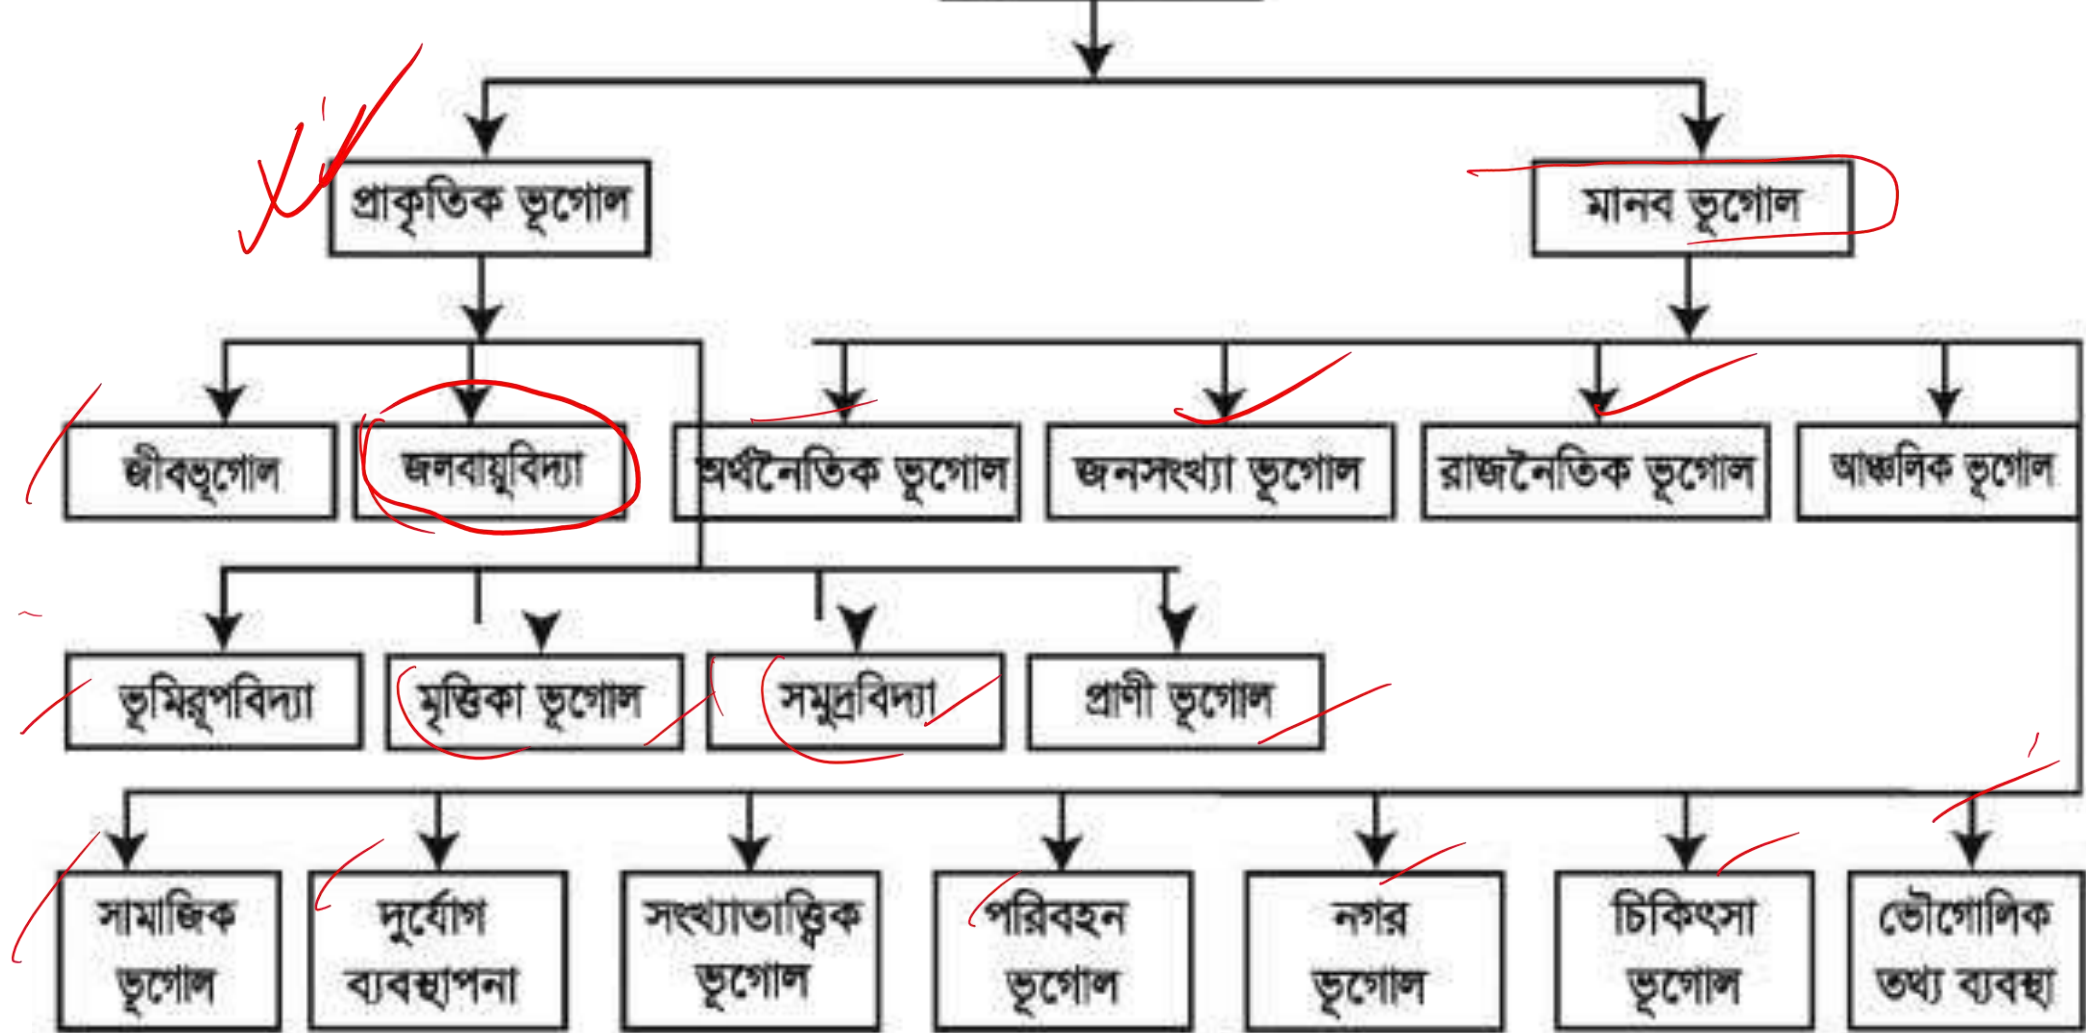 প্রাকৃতিক ভূগোল
মানব ভূগোল
জীবভূগোল
জলবায়ুবিদ্যা
অর্থনৈতিক ভূগোল
জনসংখ্যা ভূগোল
রাজনৈতিক ভূগোল
আঞ্চলিক ভূগোল
ভূমিরূপবিদ্যা
মৃত্তিকা ভূগোল
সমুদ্রবিদ্যা
প্রাণী ভূগোল
সামাজিক
ভূগোল
দুর্যোগ
ব্যবস্থাপনা
সংখ্যাতাত্ত্বিক
ভূগোল
পরিবহন
ভূগোল
নগর
ভূগোল
চিকিৎসা
ভূগোল
ভৌগোলিক
তথ্য ব্যবস্থা